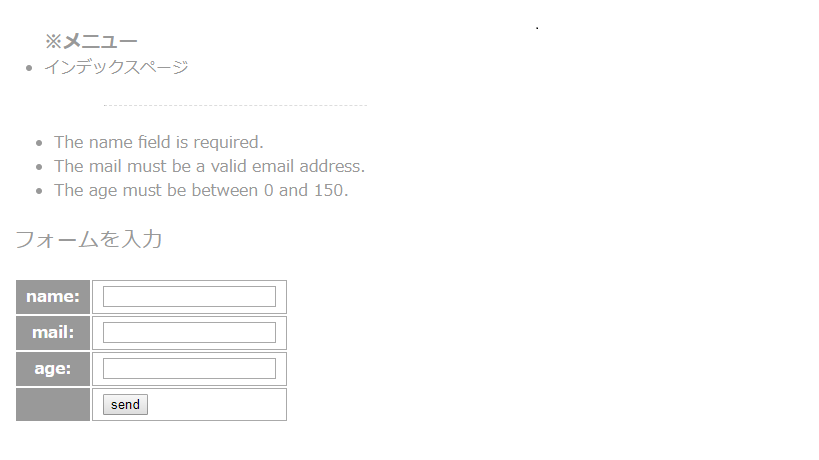 ※メニュー
インデックスページ
The name field is required.
The mail must be a valid email address.
The age must be between 0 and 150.
フォームを入力
name:
mail:
age:
send